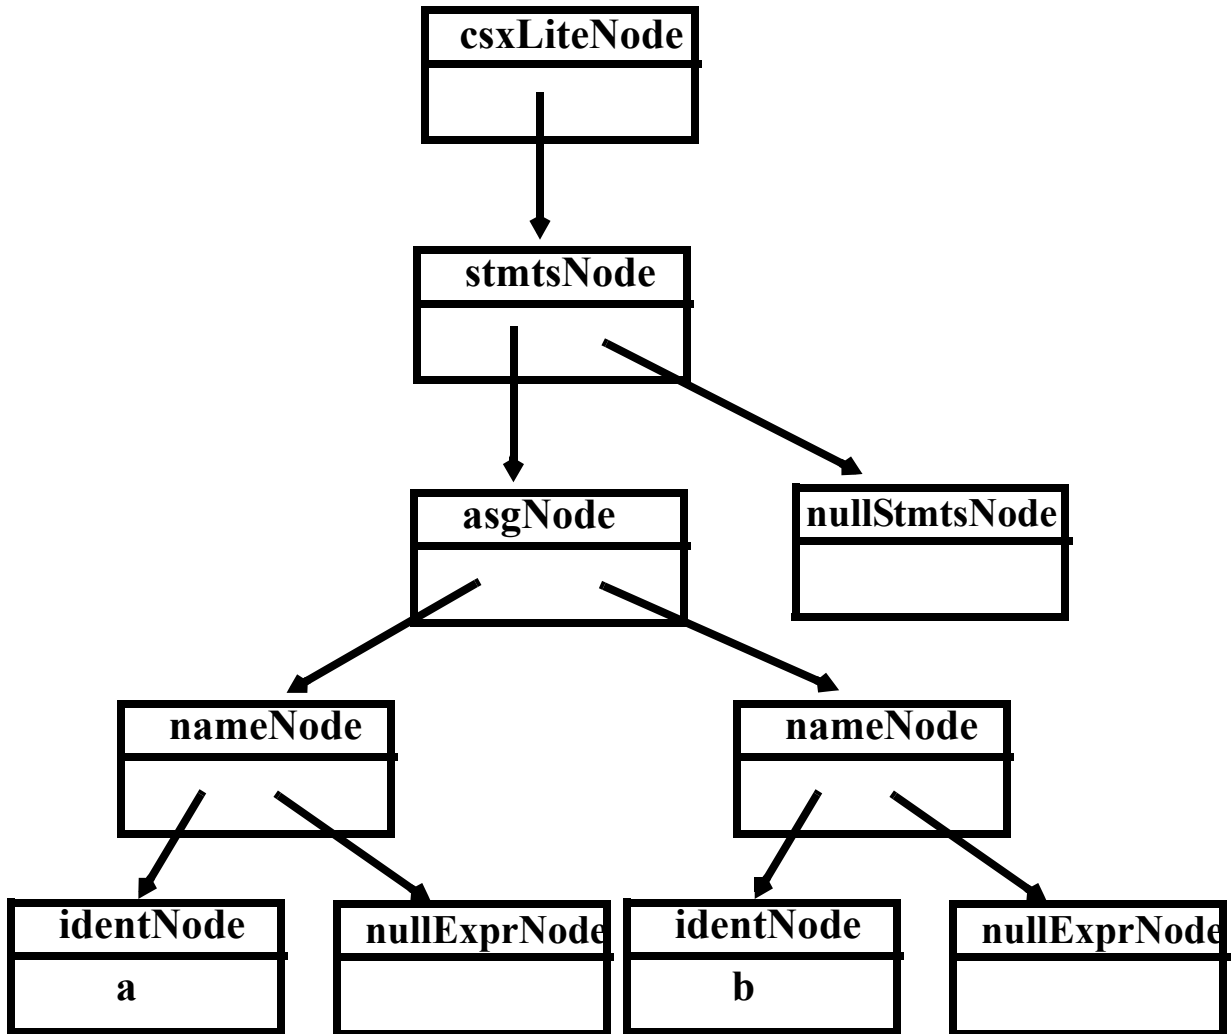 csxLiteNode
stmtsNode
asgNode
nullStmtsNode
nameNode
nameNode
identNode
nullExprNode
identNode
nullExprNode
a
b